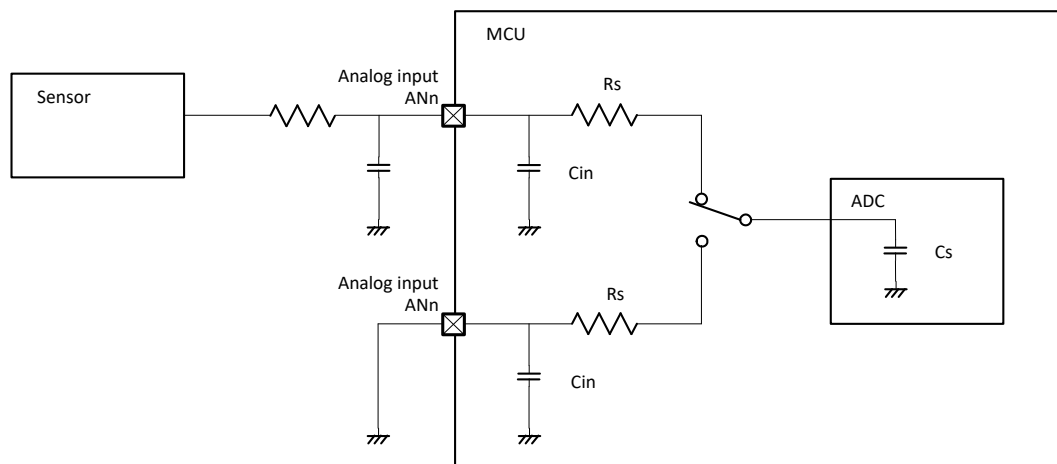 MCU
Sensor
Analog input
ANn
Rs
Cin
ADC
Cs
Analog input
ANn
Rs
Cin